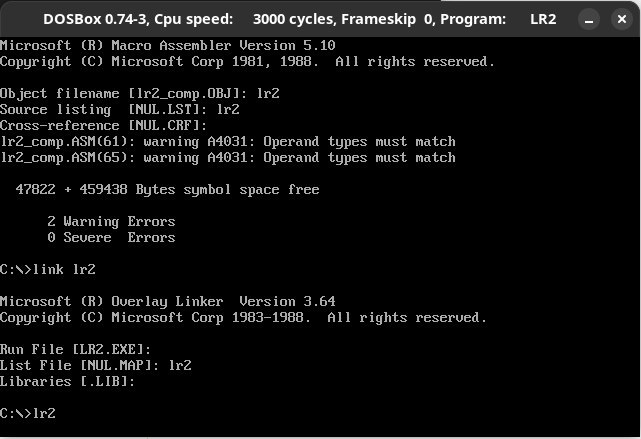 DOSBox 0.74-3, Cpu speed: 3000 cycles, Frameskip 0, Program: LR2
Microsoft (R) Macro Assembler Version 5.10
Copyright (C) Microsoft Corp 1981, 1988. All rights reserved.
Object filename [lr2_comp.OBJ]: lr2
Source listing [NUL.LST]: lr2
Cross-reference [NUL.CRF]:
lr2_comp.ASM(61): warning A4031: Operand types must match
lr2_comp.ASM(65): warning A4031: Operand types must match
47822 + 459438 Bytes symbol space free
2 Warning Errors
0 Severe Errors
C:\>link lr2
Microsoft (R) Overlay Linker Version 3.64
Copyright (C) Microsoft Corp 1983-1988. All rights reserved.
Run File [LR2.EXE]:
List File [NUL.MAP]: lr2
Libraries [.LIB]:
C:\>lr2